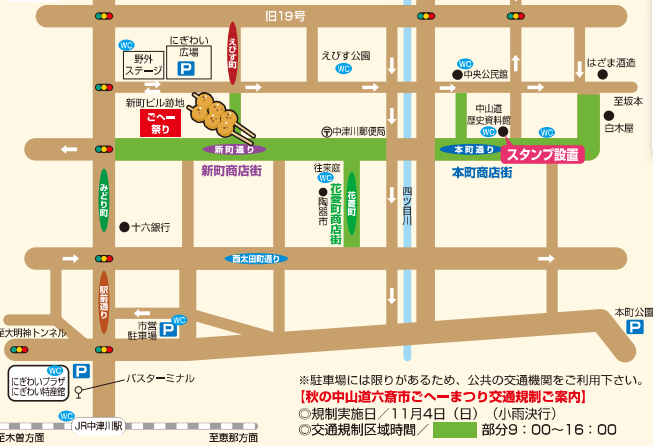 旧19号
WC
野外
ステージ
にぎわい
広場
P
えびす町
えびす公園
WC
WC
中央公民館
はざま酒造
至坂本
白木屋
新町ビル跡地
ごへー
祭り
中津川郵便局
中山道
歴史資料館
WC
WC
新町通り
本町通り
スタンプ設置
新町商店街
本町商店街
往来庭
WC
陶器市
花菱町商店街
花菱町
四ツ目川
みどり町
十六銀行
西太田町通り
駅前通り
市営
駐車場
P
WC
至大明神トンネル
本町公園
P
WC
P
にぎわいプラザ
にぎわい特産館
バスターミナル
WC
JR中津川駅
至木曽方面
至恵那方面
※駐車場には限りがあるため、公共の交通機関をご利用下さい。
【秋の中山道六斎市ごへーまつり交通規制ご案内】
◎規制実施日／11月4日（日）（小雨決行）
◎交通規制区域時間／ 部分9：00〜16：00